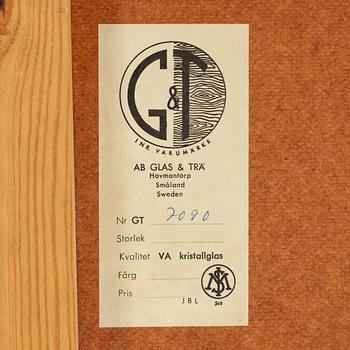 G&T
INR. VARUMÄRKE
AB GLAS & TRÄ
Hovmantorp
Småland
Sweden
Nr GT 2090
Storlek
Kvalitet VA kristallglas
Färg
Pris
JBL